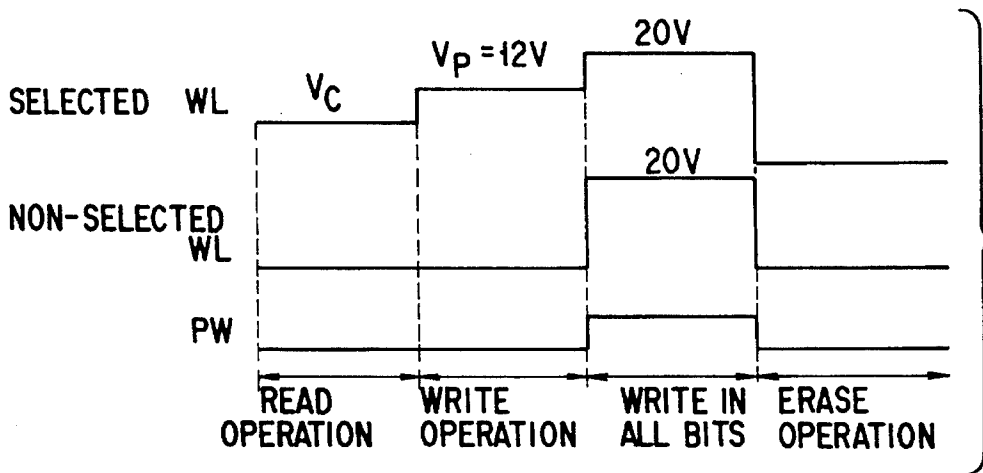 20V
V_P = 12V
V_C
SELECTED WL
20V
NON-SELECTED
WL
PW
READ
OPERATION
WRITE
OPERATION
WRITE IN
ALL BITS
ERASE
OPERATION